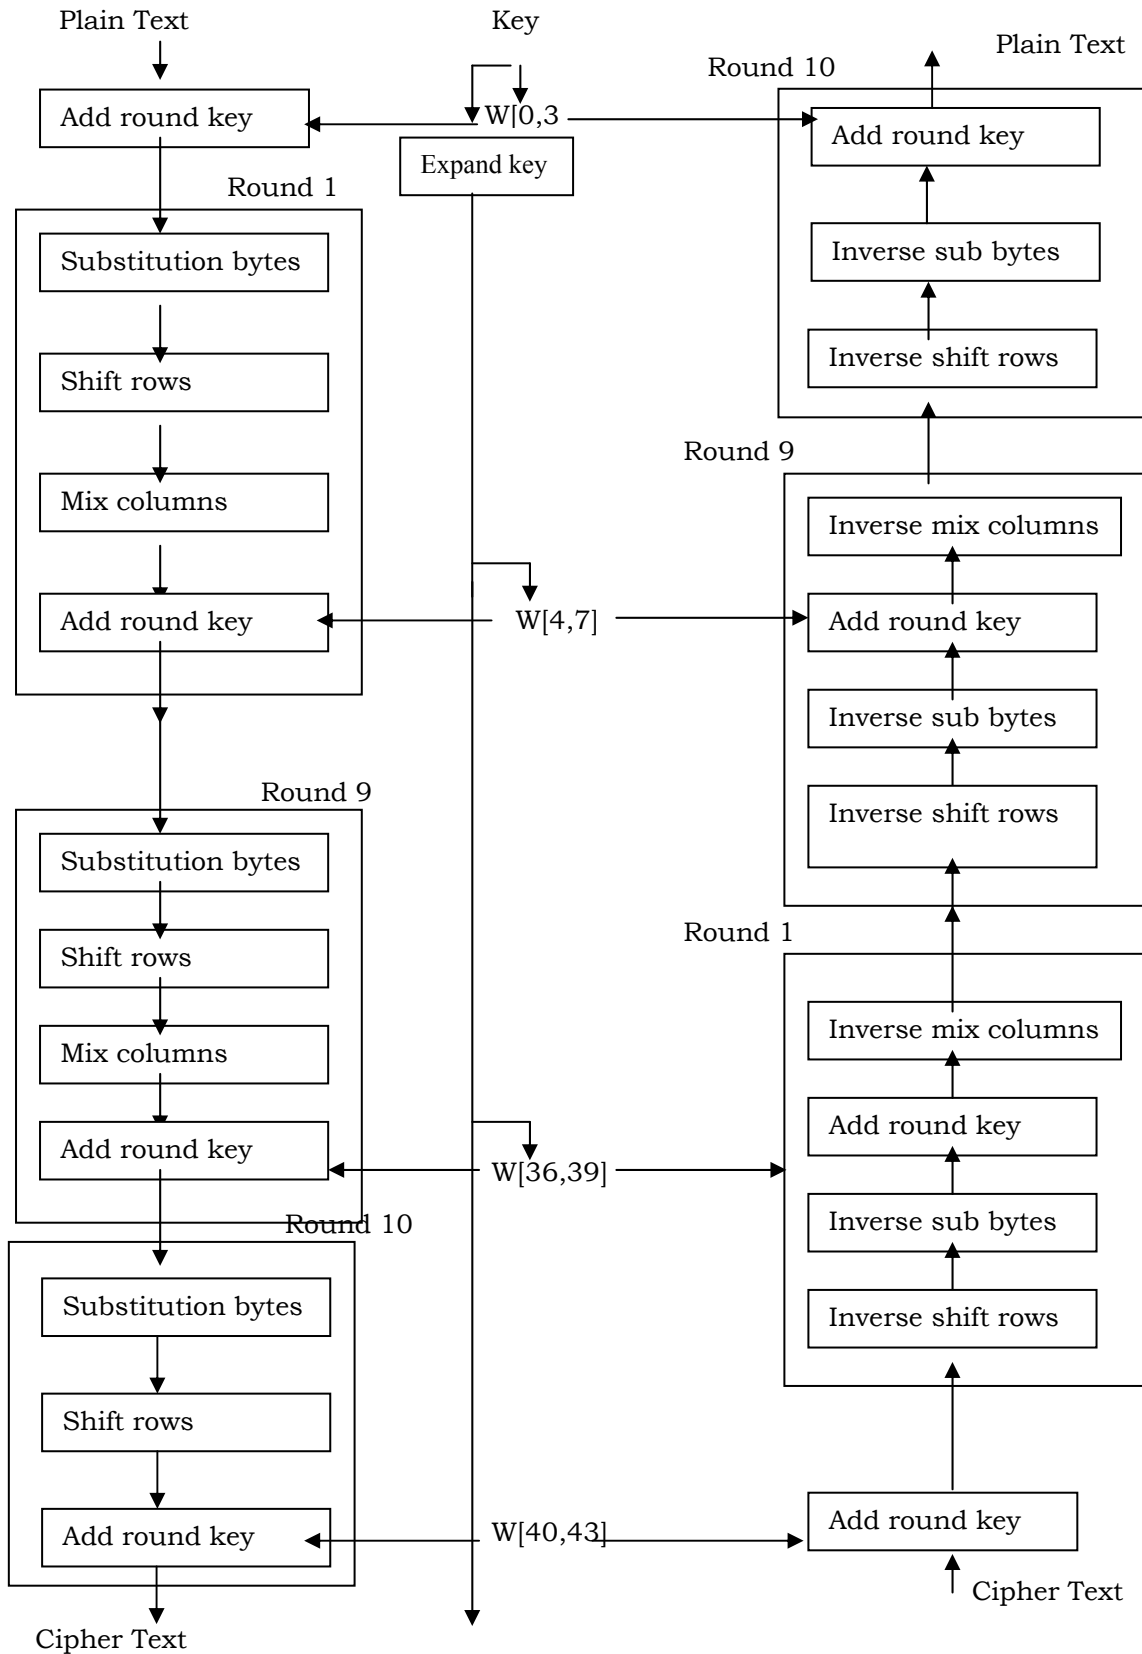 Plain Text
Add round key
Round 1
Substitution bytes
Shift rows
Mix columns
Add round key
Round 9
Substitution bytes
Shift rows
Mix columns
Add round key
Round 10
Substitution bytes
Shift rows
Add round key
Cipher Text
Key
W[0,3
Expand key
W[4,7]
W[36,39]
W[40,43]
Plain Text
Round 10
Add round key
Inverse sub bytes
Inverse shift rows
Round 9
Inverse mix columns
Add round key
Inverse sub bytes
Inverse shift rows
Round 1
Inverse mix columns
Add round key
Inverse sub bytes
Inverse shift rows
Add round key
Cipher Text